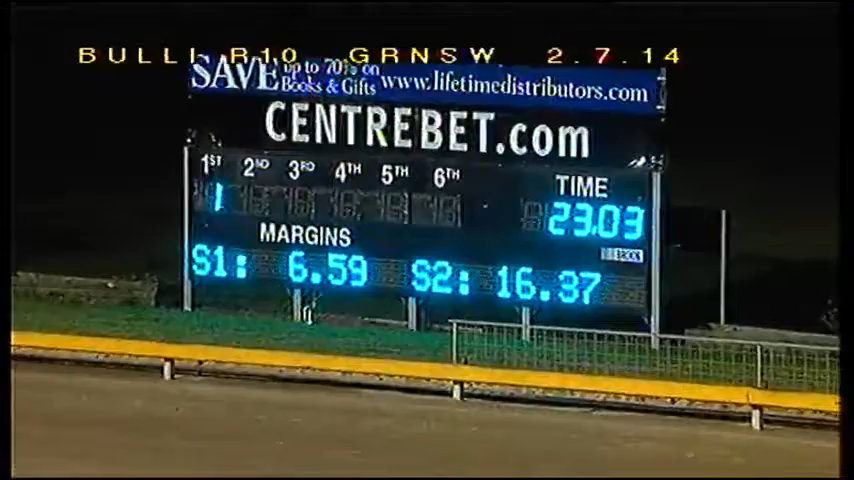 BULLI R10 GRNSW 2.7.14
SAVE up to 70% on Books & Gifts www.lifetimedistributors.com
CENTREBET.com
1ST 2ND 3RD 4TH 5TH 6TH TIME
1 23.03
MARGINS
S1: 6.59 S2: 16.37